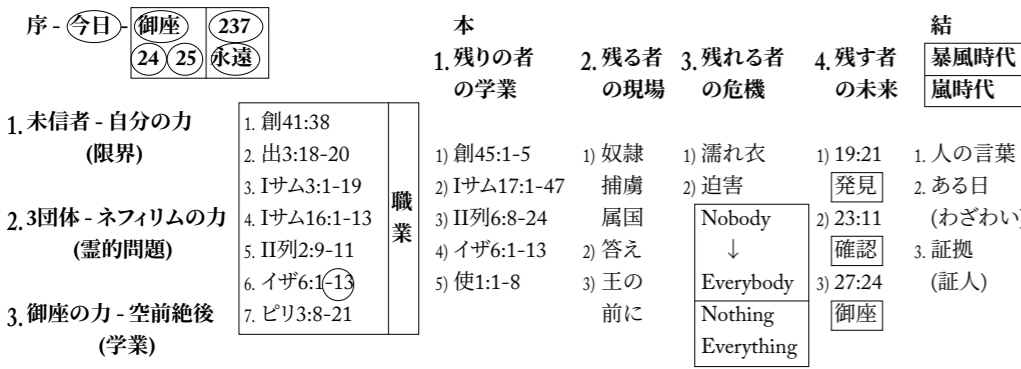 序 - 今日 - 御座 237
24 25 永遠
1. 未信者 - 自分の力
(限界)
2. 3団体 - ネフィリムの力
(霊的問題)
3. 御座の力 - 空前絶後
(学業)
1. 創41:38
2. 出3:18-20
3. Iサム3:1-19
4. Iサム16:1-13
5. II列2:9-11
6. イザ6:1-13
7. ピリ3:8-21
職業
本
1. 残りの者
の学業
1) 創45:1-5
2) Iサム17:1-47
3) II列6:8-24
4) イザ6:1-13
5) 使1:1-8
2. 残る者
の現場
1) 奴隷
捕虜
属国
2) 答え
3) 王の
前に
3. 残れる者
の危機
1) 濡れ衣
2) 迫害
Nobody
↓
Everybody
Nothing
Everything
4. 残す者
の未来
1) 19:21
発見
2) 23:11
確認
3) 27:24
御座
結
暴風時代
嵐時代
1. 人の言葉
2. ある日
(わざわい)
3. 証拠
(証人)